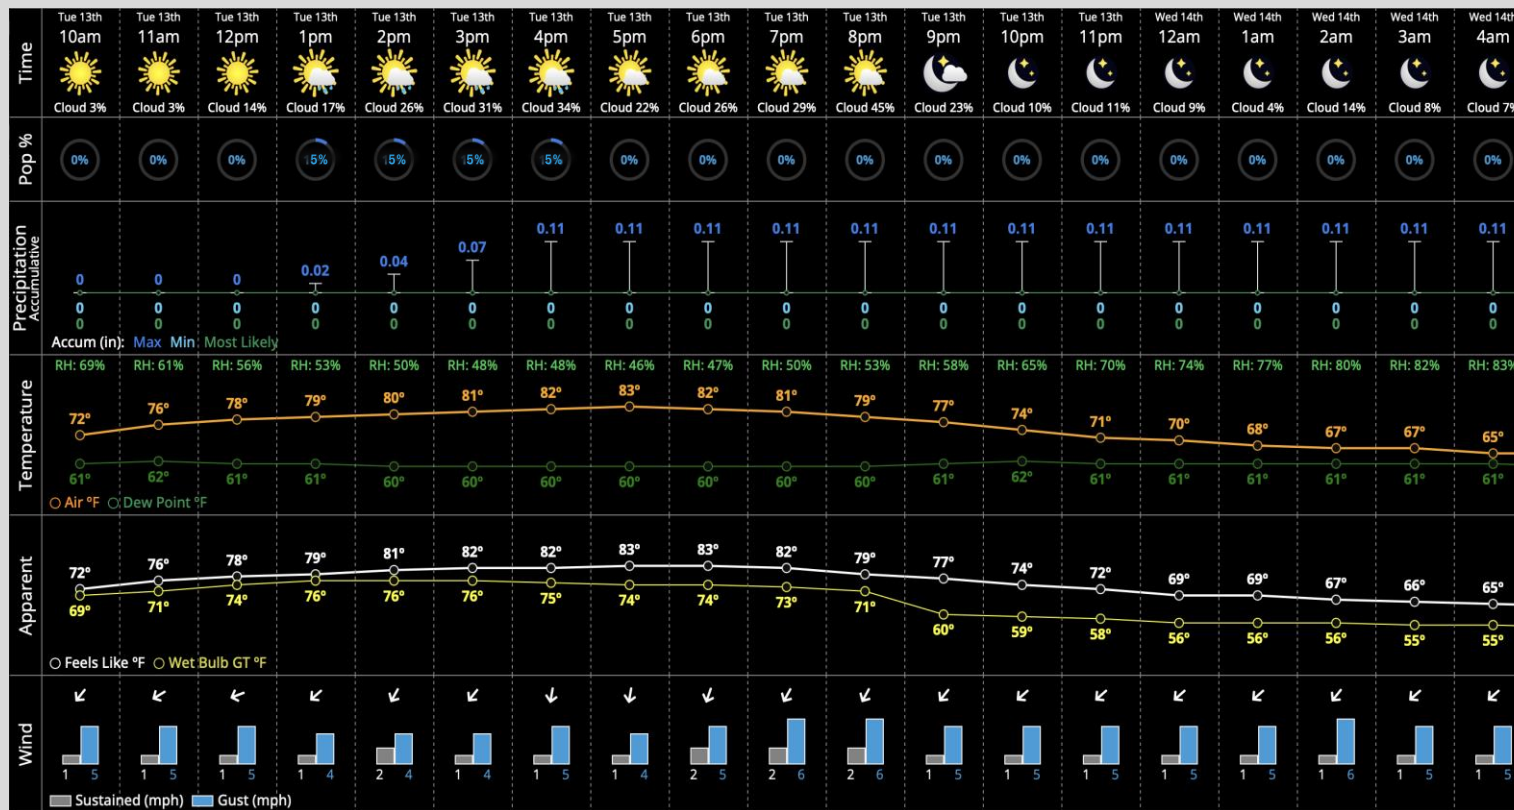 Time
Tue 13th Tue 13th Tue 13th Tue 13th Tue 13th Tue 13th Tue 13th Tue 13th Tue 13th Tue 13th Tue 13th Tue 13th Tue 13th Tue 13th Wed 14th Wed 14th Wed 14th Wed 14th Wed 14th
10am 11am 12pm 1pm 2pm 3pm 4pm 5pm 6pm 7pm 8pm 9pm 10pm 11pm 12am 1am 2am 3am 4am
Cloud 3% Cloud 3% Cloud 14% Cloud 17% Cloud 26% Cloud 31% Cloud 34% Cloud 22% Cloud 26% Cloud 29% Cloud 45% Cloud 23% Cloud 10% Cloud 11% Cloud 9% Cloud 4% Cloud 14% Cloud 8% Cloud 7%
Pop %
0% 0% 0% 15% 15% 15% 15% 0% 0% 0% 0% 0% 0% 0% 0% 0% 0% 0% 0%
Precipitation
Accumulative
0 0 0 0.02 0.04 0.07 0.11 0.11 0.11 0.11 0.11 0.11 0.11 0.11 0.11 0.11 0.11 0.11 0.11
0 0 0 0 0 0 0 0 0 0 0 0 0 0 0 0 0 0 0
0 0 0 0 0 0 0 0 0 0 0 0 0 0 0 0 0 0 0
Accum (in): Max Min Most Likely
Temperature
RH: 69% RH: 61% RH: 56% RH: 53% RH: 50% RH: 48% RH: 48% RH: 46% RH: 47% RH: 50% RH: 53% RH: 58% RH: 65% RH: 70% RH: 74% RH: 77% RH: 80% RH: 82% RH: 83%
72° 76° 78° 79° 80° 81° 82° 83° 82° 81° 79° 77° 74° 71° 70° 68° 67° 67° 65°
61° 62° 61° 61° 60° 60° 60° 60° 60° 60° 60° 61° 62° 61° 61° 61° 61° 61° 61°
Air ºF Dew Point ºF
Apparent
72° 76° 78° 79° 81° 82° 82° 83° 83° 82° 79° 77° 74° 72° 69° 69° 67° 66° 65°
69° 71° 74° 76° 76° 76° 75° 74° 74° 73° 71° 60° 59° 58° 56° 56° 56° 55° 55°
Feels Like ºF Wet Bulb GT ºF
Wind
1 5 1 5 1 5 1 4 2 4 1 4 1 5 1 4 2 5 2 6 2 6 1 5 1 5 1 5 1 5 1 5 1 6 1 5 1 5
Sustained (mph) Gust (mph)